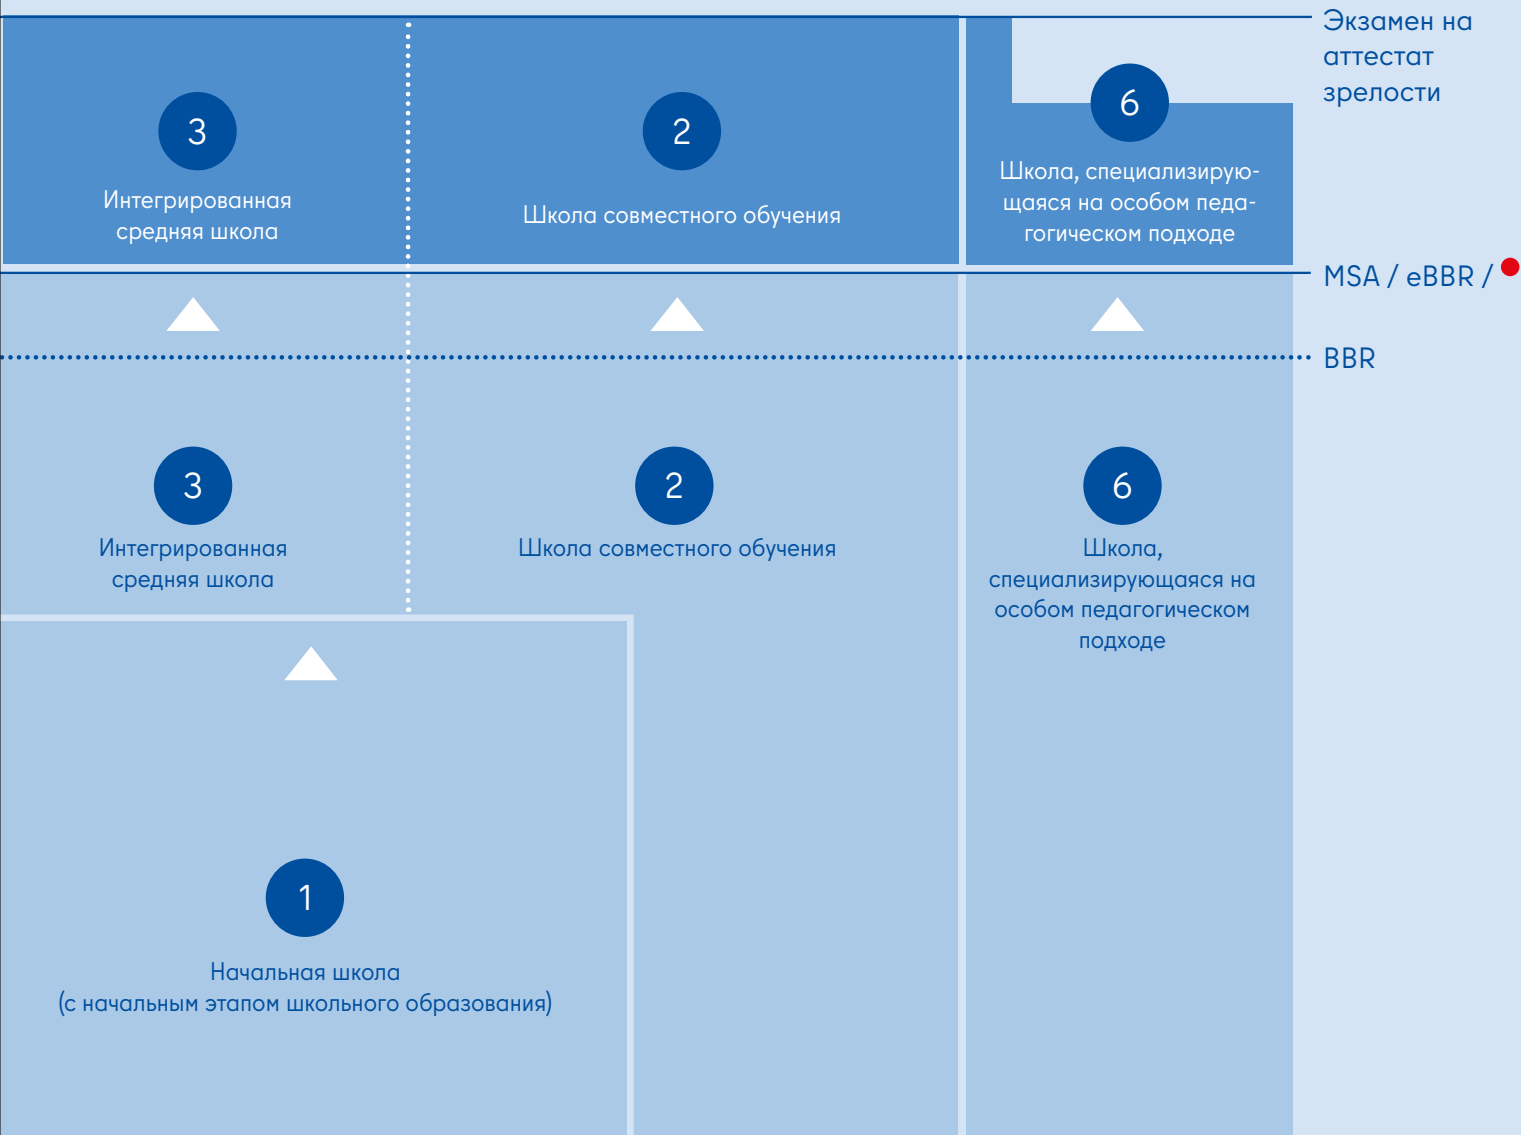 Экзамен на
аттестат
зрелости
3
Интегрированная
средняя школа
2
Школа совместного обучения
6
Школа, специализирую-
щаяся на особом педа-
гогическом подходе
MSA / eBBR /
BBR
3
Интегрированная
средняя школа
2
Школа совместного обучения
6
Школа,
специализирующаяся на
особом педагогическом
подходе
1
Начальная школа
(с начальным этапом школьного образования)